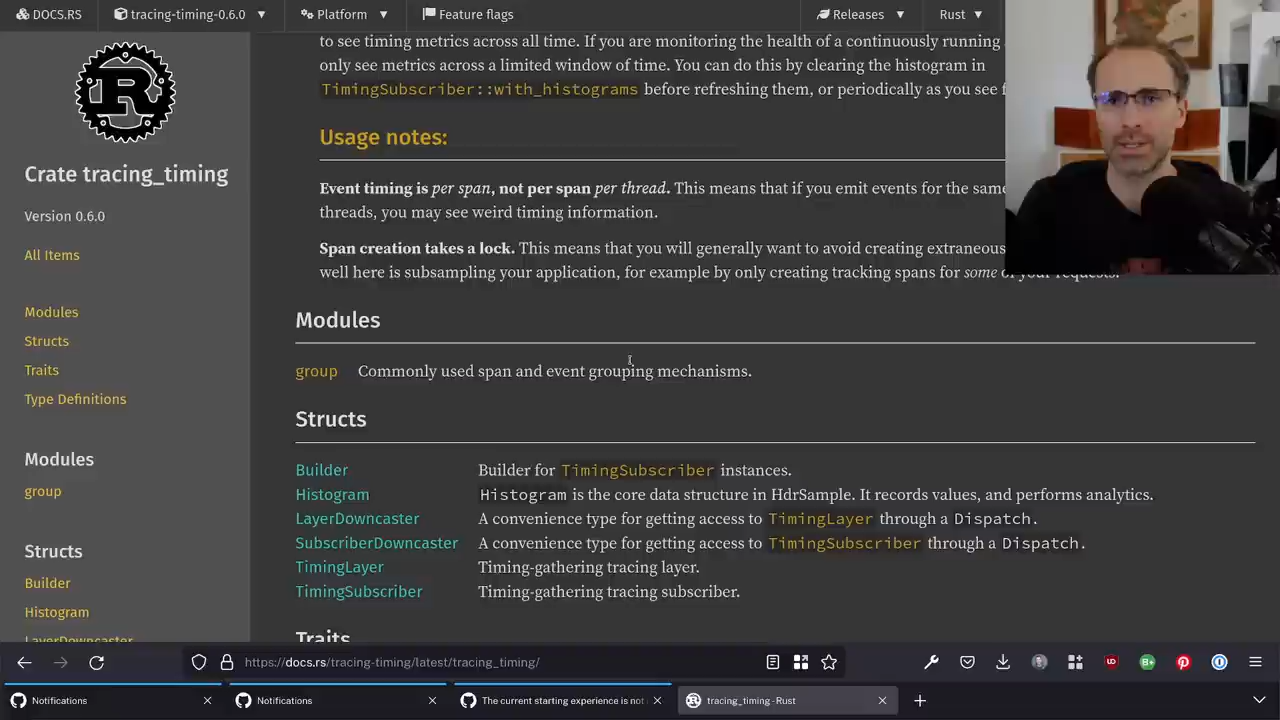 DOCS.RS
tracing-timing-0.6.0
Platform
Feature flags
Releases
Rust
Crate tracing_timing
Version 0.6.0
All Items
Modules
Structs
Traits
Type Definitions
Modules
group
Structs
Builder
Histogram
LayerDowncaster
to see timing metrics across all time. If you are monitoring the health of a continuously running
only see metrics across a limited window of time. You can do this by clearing the histogram in
TimingSubscriber::with_histograms before refreshing them, or periodically as you see
Usage notes:
Event timing is per span, not per span per thread. This means that if you emit events for the same
threads, you may see weird timing information.
Span creation takes a lock. This means that you will generally want to avoid creating extraneous
well here is subsampling your application, for example by only creating tracking spans for some of your requests.
Modules
group Commonly used span and event grouping mechanisms.
Structs
Builder Builder for TimingSubscriber instances.
Histogram Histogram is the core data structure in HdrSample. It records values, and performs analytics.
LayerDowncaster A convenience type for getting access to TimingLayer through a Dispatch.
SubscriberDowncaster A convenience type for getting access to TimingSubscriber through a Dispatch.
TimingLayer Timing-gathering tracing layer.
TimingSubscriber Timing-gathering tracing subscriber.
Traits
https://docs.rs/tracing-timing/latest/tracing_timing/
Notifications
Notifications
The current starting experience is not
tracing_timing - Rust